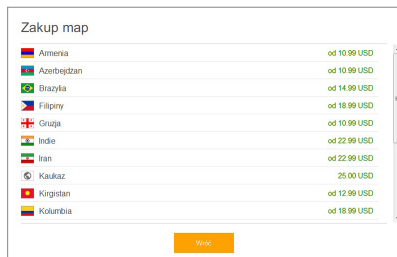 Zakup map
Armenia od 10.99 USD
Azerbejdżan od 10.99 USD
Brazylia od 14.99 USD
Filipiny od 18.99 USD
Gruzja od 10.99 USD
Indie od 22.99 USD
Iran od 22.99 USD
Kaukaz 25.00 USD
Kirgistan od 12.99 USD
Kolumbia od 18.99 USD
Wróć